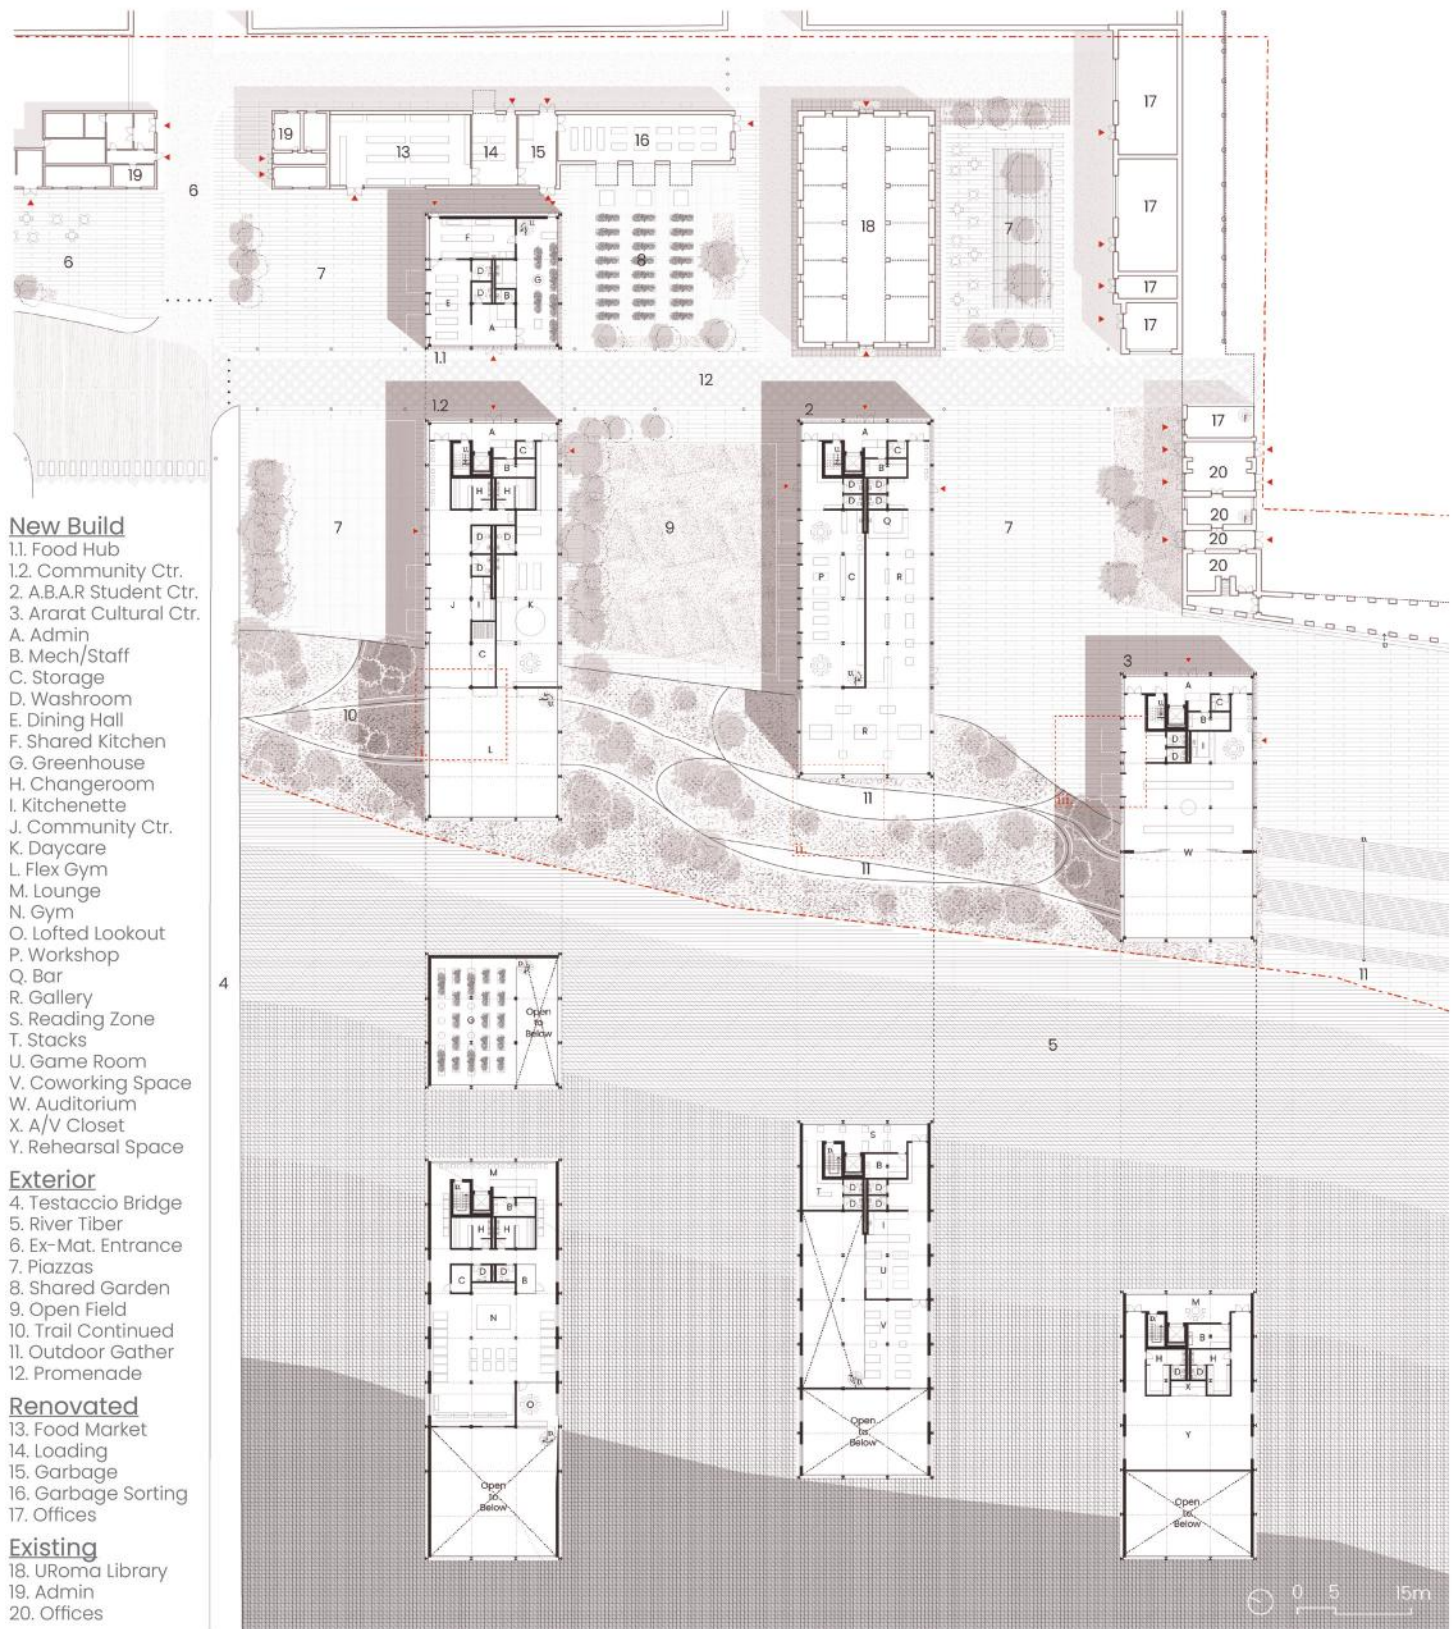 17
19
13
14
15
16
19
6
18
7
17
6
7
8
F
G
E
D
D
B
A
17
17
1.1
12
1.2
2
A
A
C
B
H
H
C
B
D
D
D
D
17
20
20
20
20
7
9
7
D
D
D
J
I
K
C
Q
P
C
R
3
A
C
B
D
D
I
10
L
R
11
11
W
11
4
5
G
Open
to
Below
M
B
H
H
C
D
D
B
N
O
Open
to
Below
S
B
T
D
D
D
D
I
U
V
Open
to
Below
M
B
H
H
D
D
X
Y
Open
to
Below
New Build
1.1. Food Hub
1.2. Community Ctr.
2. A.B.A.R Student Ctr.
3. Ararat Cultural Ctr.
A. Admin
B. Mech/Staff
C. Storage
D. Washroom
E. Dining Hall
F. Shared Kitchen
G. Greenhouse
H. Changeroom
I. Kitchenette
J. Community Ctr.
K. Daycare
L. Flex Gym
M. Lounge
N. Gym
O. Lofted Lookout
P. Workshop
Q. Bar
R. Gallery
S. Reading Zone
T. Stacks
U. Game Room
V. Coworking Space
W. Auditorium
X. A/V Closet
Y. Rehearsal Space
Exterior
4. Testaccio Bridge
5. River Tiber
6. Ex-Mat. Entrance
7. Piazzas
8. Shared Garden
9. Open Field
10. Trail Continued
11. Outdoor Gather
12. Promenade
Renovated
13. Food Market
14. Loading
15. Garbage
16. Garbage Sorting
17. Offices
Existing
18. URoma Library
19. Admin
20. Offices
0 5 15m